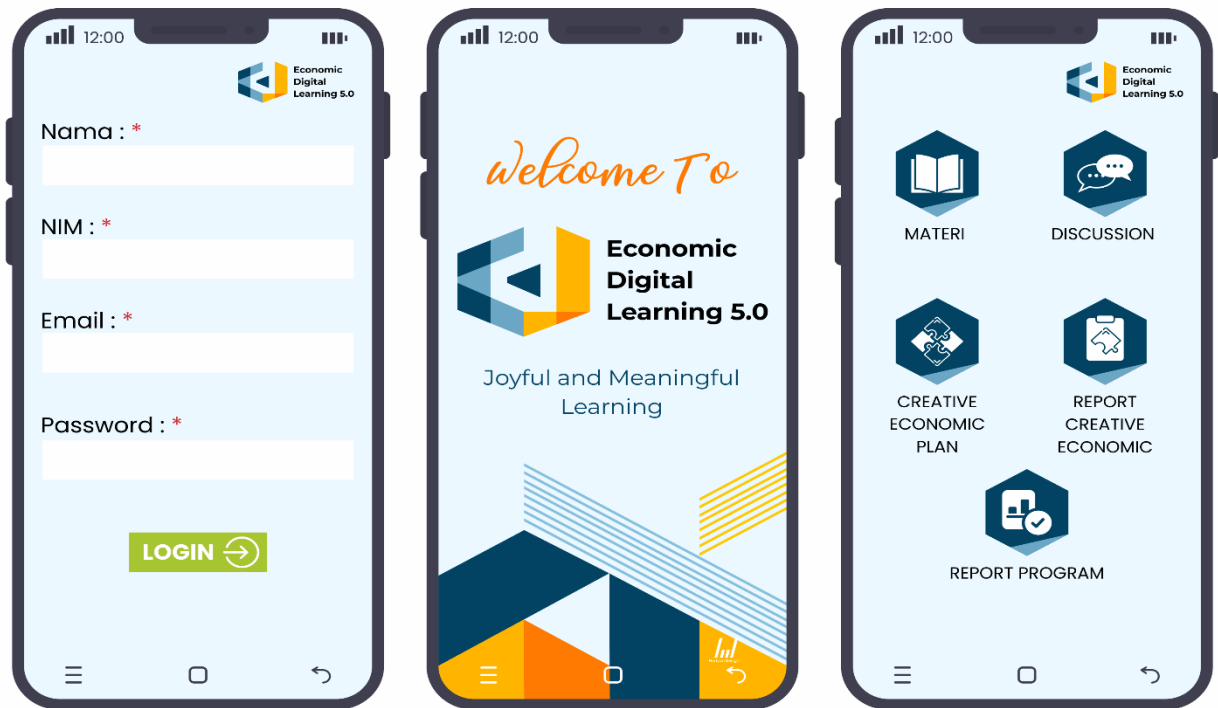 12:00
Economic
Digital
Learning 5.0
Nama : *
NIM : *
Email : *
Password : *
LOGIN
12:00
Welcome To
Economic
Digital
Learning 5.0
Joyful and Meaningful
Learning
12:00
Economic
Digital
Learning 5.0
MATERI
DISCUSSION
CREATIVE
ECONOMIC
PLAN
REPORT
CREATIVE
ECONOMIC
REPORT PROGRAM